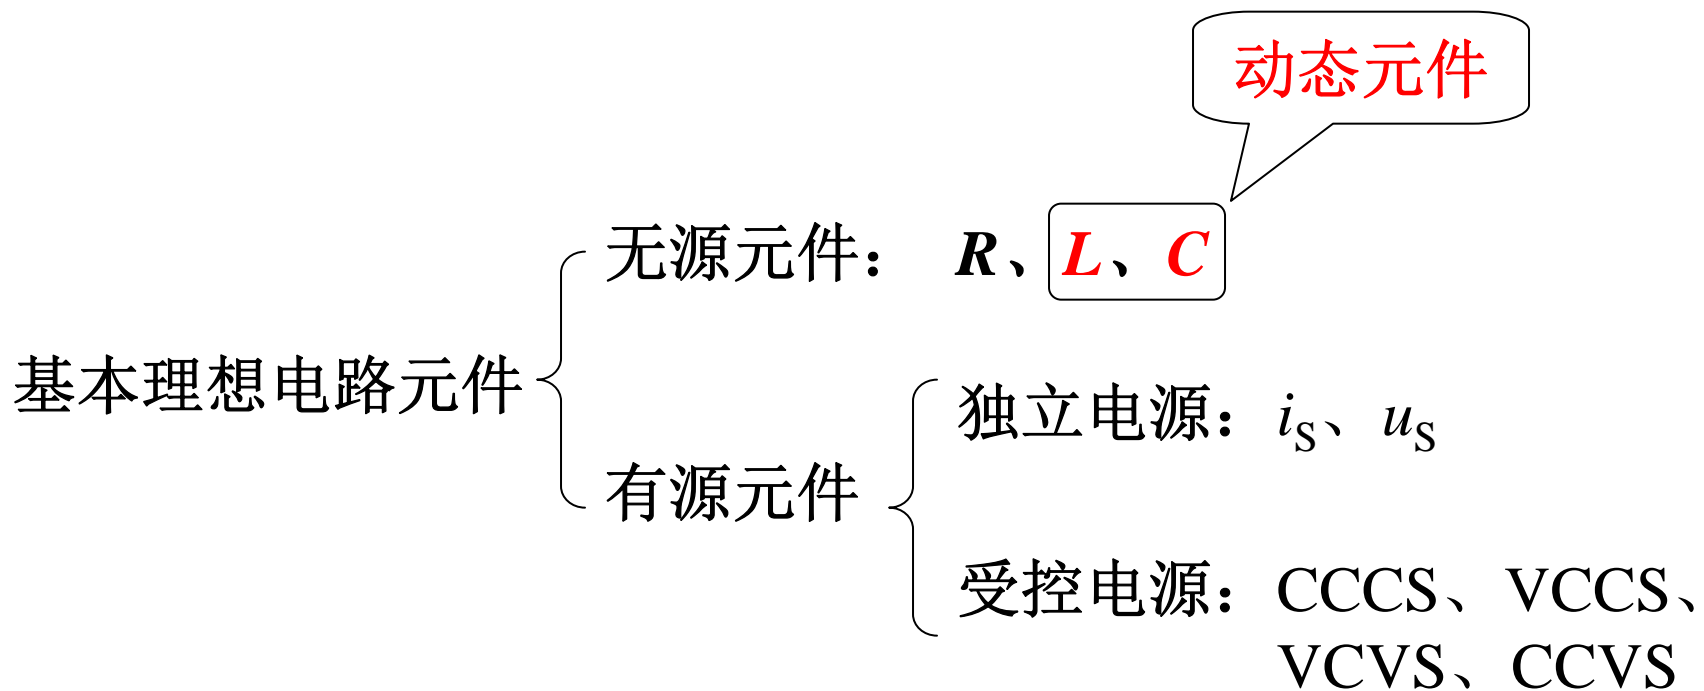 动态元件
无源元件： R、L、C
基本理想电路元件
独立电源：iS、uS
有源元件
受控电源：CCCS、VCCS、
VCVS、CCVS